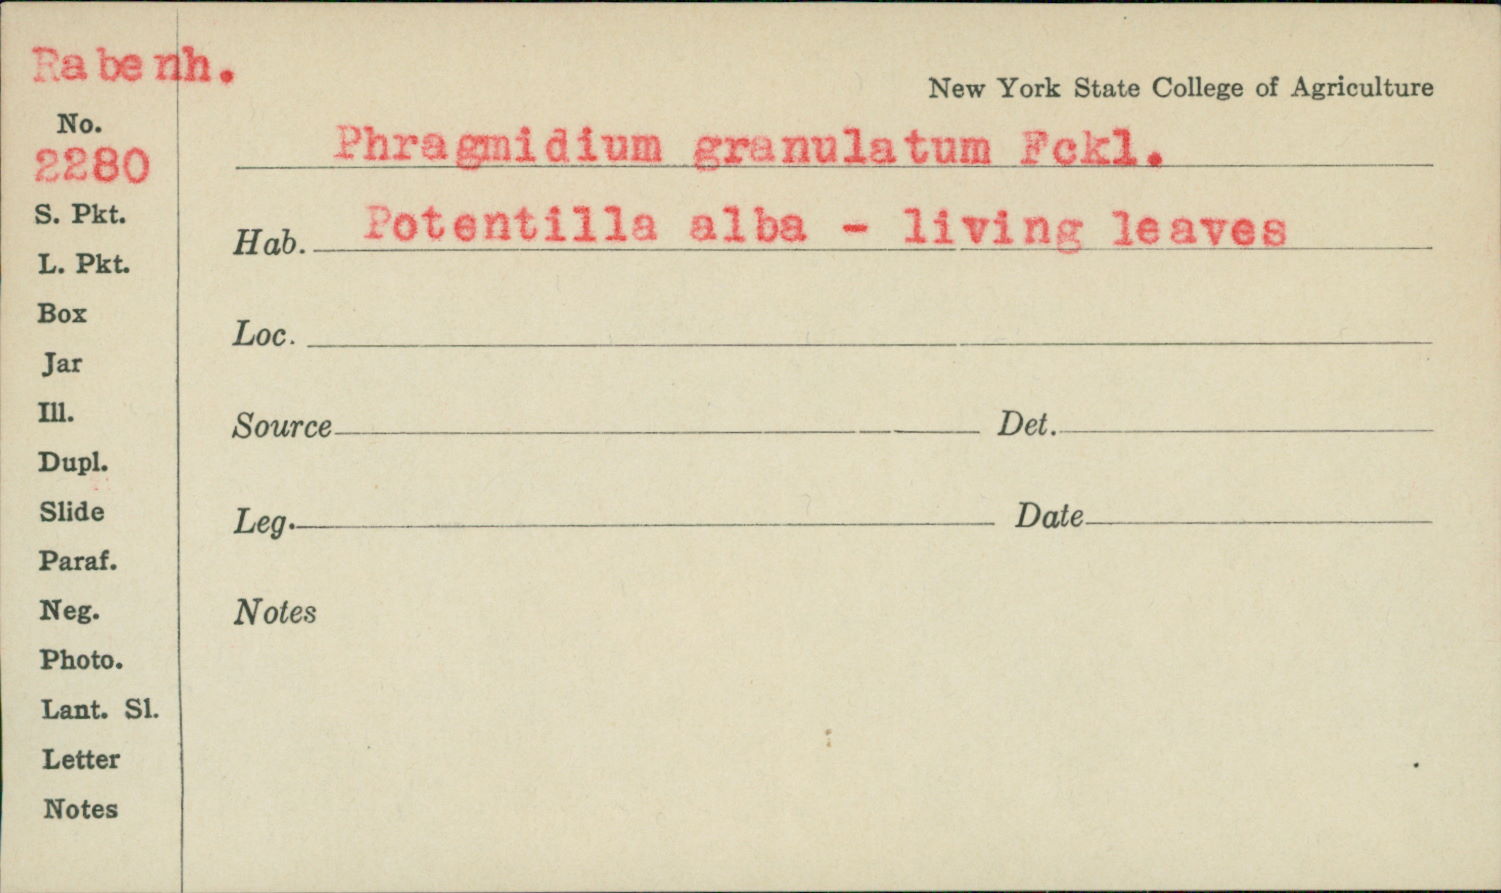 Rabenh.
New York State College of Agriculture
No.
2280
Phragmidium granulatum Fckl.
S. Pkt.
Hab. Potentilla alba - living leaves
L. Pkt.
Box
Loc.
Jar
Ill.
Source Det.
Dupl.
Slide
Leg. Date
Paraf.
Neg.
Notes
Photo.
Lant. Sl.
Letter
Notes